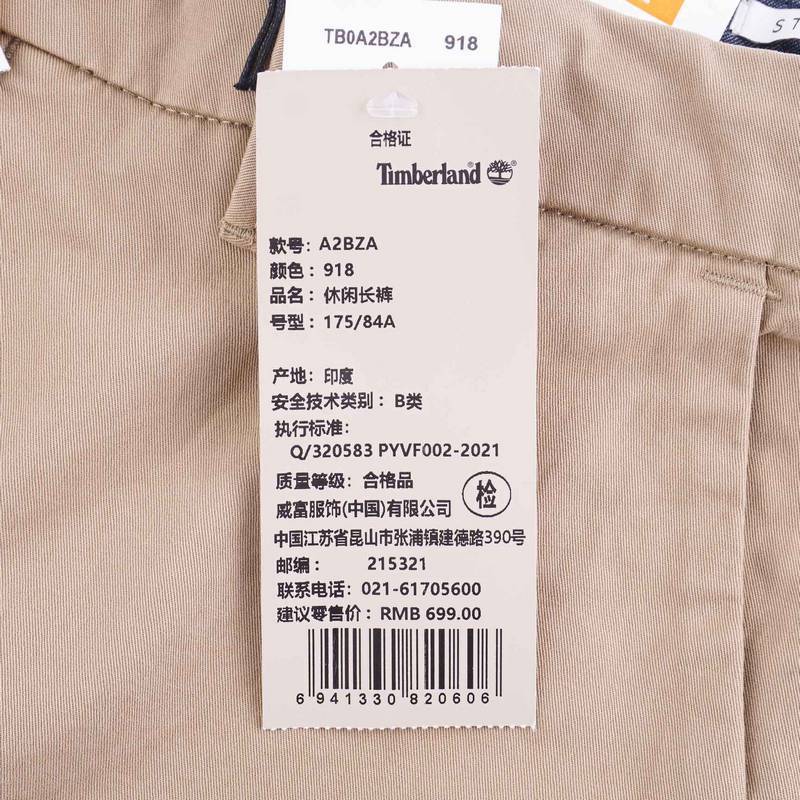 TB0A2BZA 918
S T
合格证
Timberland®
款号: A2BZA
颜色: 918
品名: 休闲长裤
号型: 175/84A
产地: 印度
安全技术类别: B类
执行标准:
Q/320583 PYVF002-2021
质量等级: 合格品
检
威富服饰(中国)有限公司
中国江苏省昆山市张浦镇建德路390号
邮编: 215321
联系电话: 021-61705600
建议零售价: RMB 699.00
6 941330 820606